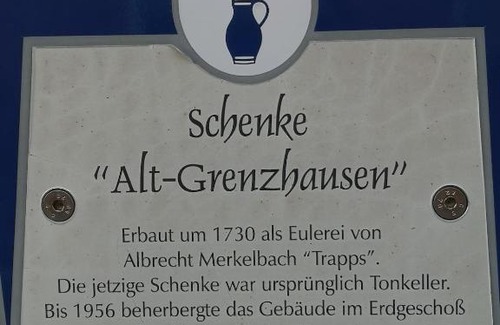 Schenke
"Alt-Grenzhausen"
Erbaut um 1730 als Eulerei von
Albrecht Merkelbach "Trapps".
Die jetzige Schenke war ursprünglich Tonkeller.
Bis 1956 beherbergte das Gebäude im Erdgeschoß